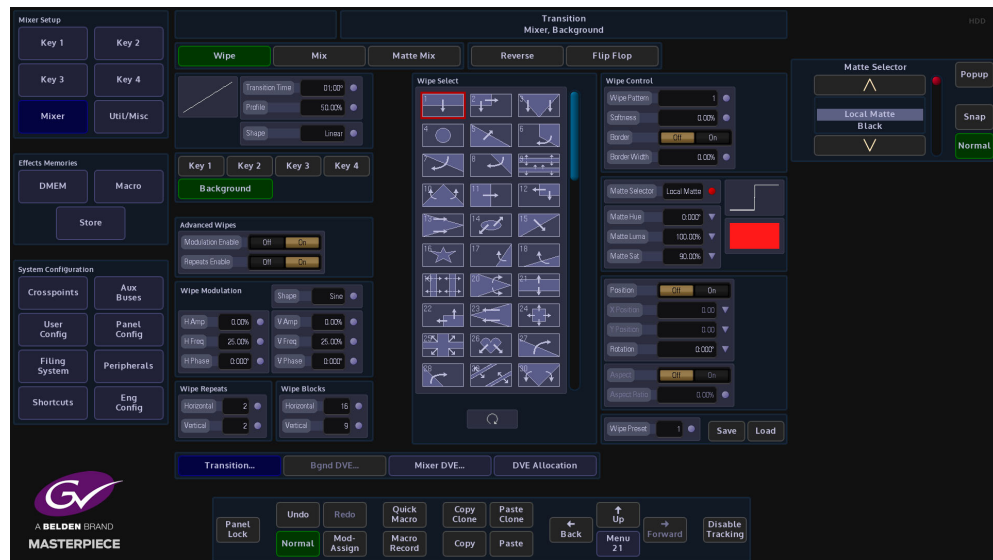 Mixer Setup
Key 1
Key 2
Key 3
Key 4
Mixer
Util/Misc
Effects Memories
DMEM
Macro
Store
System Configuration
Crosspoints
Aux
Buses
User
Config
Panel
Config
Filing
System
Peripherals
Shortcuts
Eng
Config
GV
A BELDEN BRAND
MASTERPIECE
Transition
Mixer, Background
HDD
Wipe
Mix
Matte Mix
Reverse
Flip Flop
Transition Time 01:00
Profile 50.00%
Shape Linear
Key 1
Key 2
Key 3
Key 4
Background
Advanced Wipes
Modulation Enable Off On
Repeats Enable Off On
Wipe Modulation
Shape Sine
H Amp 0.00%
V Amp 0.00%
H Freq 25.00%
V Freq 25.00%
H Phase 0.000°
V Phase 0.000°
Wipe Repeats
Horizontal 2
Vertical 2
Wipe Blocks
Horizontal 16
Vertical 9
Wipe Select
1 2 3
4 5 6
7 8 9
10 11 12
13 14 15
16 17 18
19 20 21
22 23 24
25 26 27
28 29 30
Wipe Control
Wipe Pattern 1
Softness 0.00%
Border Off On
Border Width 0.00%
Matte Selector Local Matte
Matte Hue 0.000°
Matte Luma 100.00%
Matte Sat 90.00%
Position Off On
X Position 0.00
Y Position 0.00
Rotation 0.000°
Aspect Off On
Aspect Ratio 0.00%
Wipe Preset 1
Save
Load
Matte Selector
Local Matte
Black
Popup
Snap
Normal
Transition...
Bgnd DVE...
Mixer DVE...
DVE Allocation
Panel
Lock
Undo
Redo
Normal
Mod-
Assign
Quick
Macro
Macro
Record
Copy
Clone
Paste
Clone
Copy
Paste
Back
Up
Menu
21
Forward
Disable
Tracking